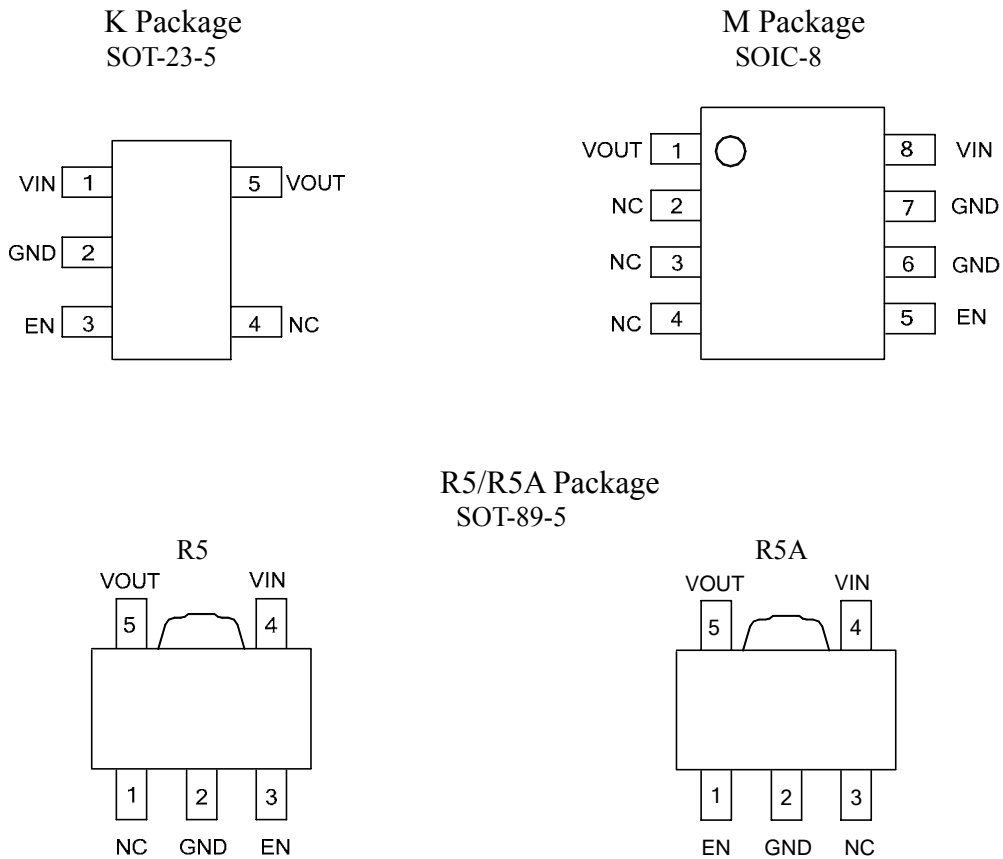 K Package
SOT-23-5
VIN 1 5 VOUT
GND 2
EN 3 4 NC
M Package
SOIC-8
VOUT 1 8 VIN
NC 2 7 GND
NC 3 6 GND
NC 4 5 EN
R5/R5A Package
SOT-89-5
R5
VOUT VIN
5 4
1 2 3
NC GND EN
R5A
VOUT VIN
5 4
1 2 3
EN GND NC